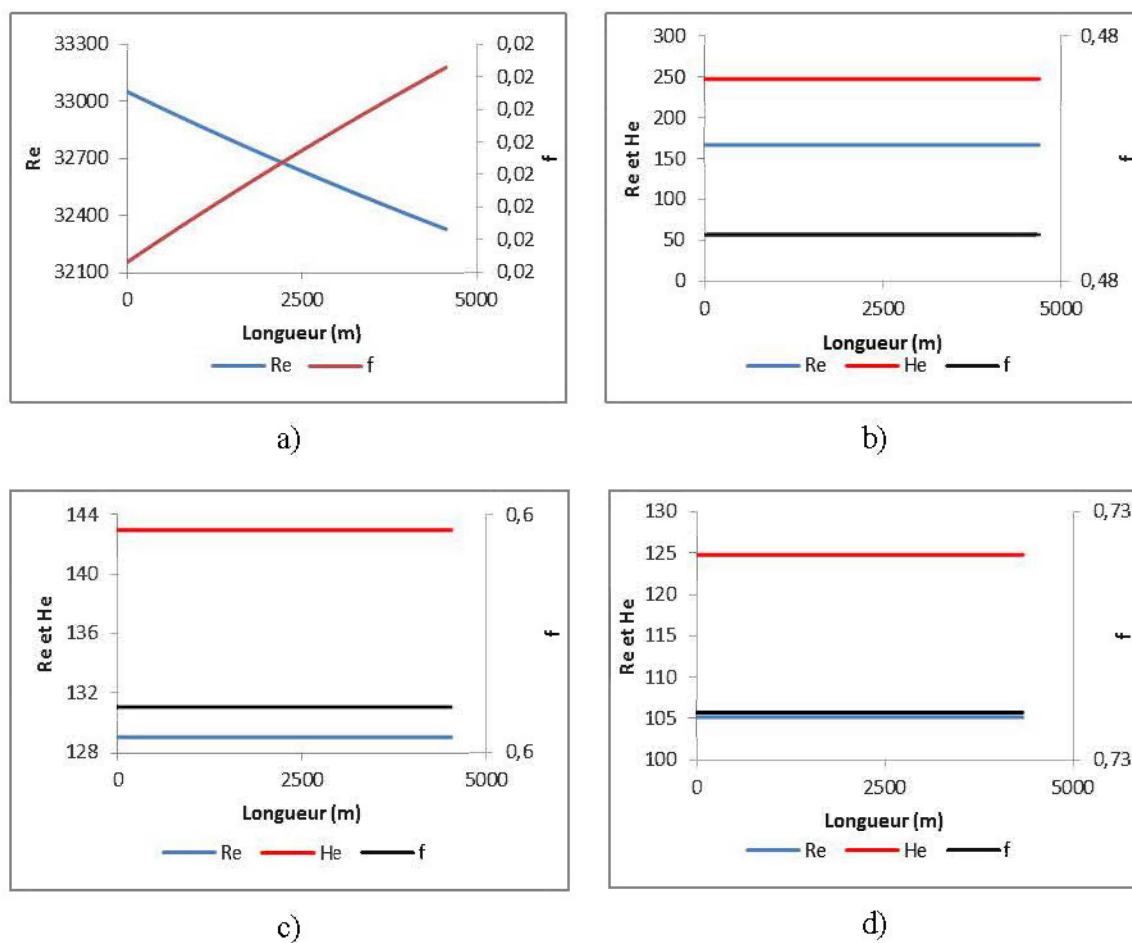 33300
33000
32700
32400
32100
Re
0,02
0,02
0,02
0,02
0,02
0,02
0,02
0,02
f
0
2500
5000
Longueur (m)
Re f
a)
300
250
200
150
100
50
0
Re et He
0,48
0,48
f
0
2500
5000
Longueur (m)
Re He f
b)
144
140
136
132
128
Re et He
0,6
0,6
f
0
2500
5000
Longueur (m)
Re He f
c)
130
125
120
115
110
105
100
Re et He
0,73
0,73
f
0
2500
5000
Longueur (m)
Re He f
d)